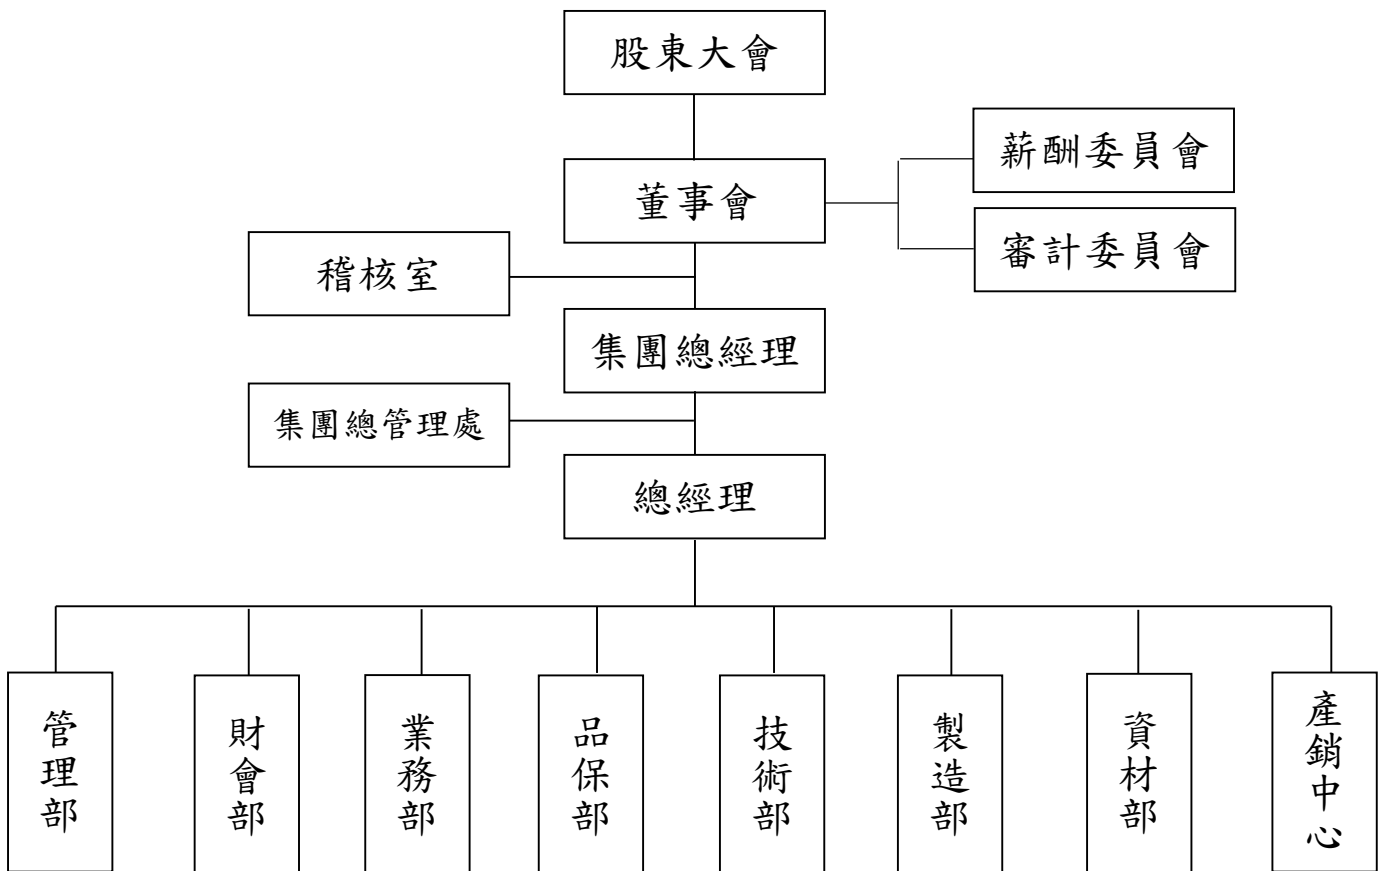 股東大會
薪酬委員會
董事會
審計委員會
稽核室
集團總經理
集團總管理處
總經理
管理部
財會部
業務部
品保部
技術部
製造部
資材部
產銷中心